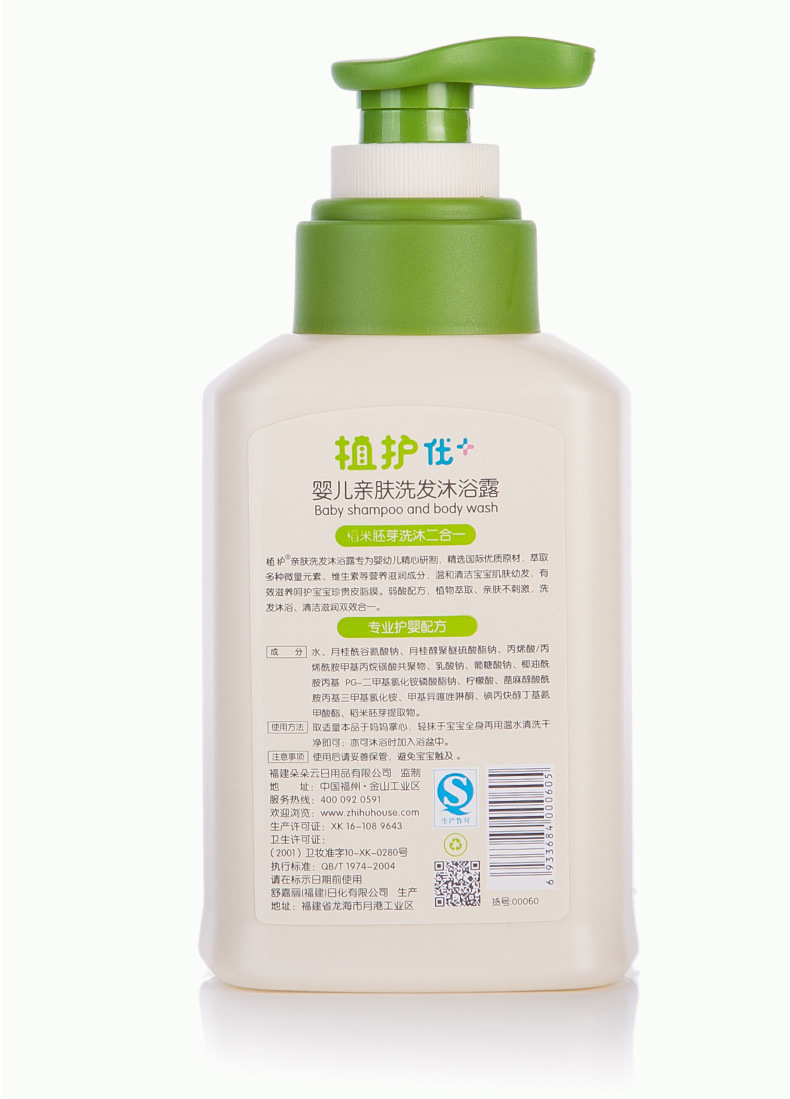 植护优+
婴儿亲肤洗发沐浴露
Baby shampoo and body wash
稻米胚芽洗沐二合一
植护®亲肤洗发沐浴露专为婴幼儿精心研制，精选国际优质原材，萃取
多种微量元素、维生素等营养滋润成分，温和清洁宝宝肌肤幼发，有
效滋养呵护宝宝珍贵皮脂膜。弱酸配方，植物萃取、亲肤不刺激，洗
发沐浴、清洁滋润双效合一。
专业护婴配方
成 分 水、月桂酰谷氨酸钠、月桂醇聚醚硫酸酯钠、丙烯酸/丙
烯酰胺甲基丙烷磺酸共聚物、乳酸钠、葡糖酸钠、椰油酰
胺丙基 PG-二甲基氯化铵磷酸酯钠、柠檬酸、蓖麻醇酸酰
胺丙基三甲基氯化铵、甲基异噻唑啉酮、碘丙炔醇丁基氨
甲酸酯、稻米胚芽提取物。
使用方法 取适量本品于妈妈掌心，轻抹于宝宝全身再用温水清洗干
净即可；亦可沐浴时加入浴盆中。
注意事项 使用后请妥善保管，避免宝宝触及。
福建朵朵云日用品有限公司 监制
地 址：中国福州·金山工业区
服务热线：400 092 0591
欢迎浏览：www.zhihuhouse.com
生产许可证：XK 16-108 9643
卫生许可证：
(2001) 卫妆准字10-XK-0280号
执行标准：QB/T 1974-2004
请在标示日期前使用
舒嘉丽(福建)日化有限公司 生产
地址：福建省龙海市月港工业区
生产许可
6 933684 000605
货号:00060